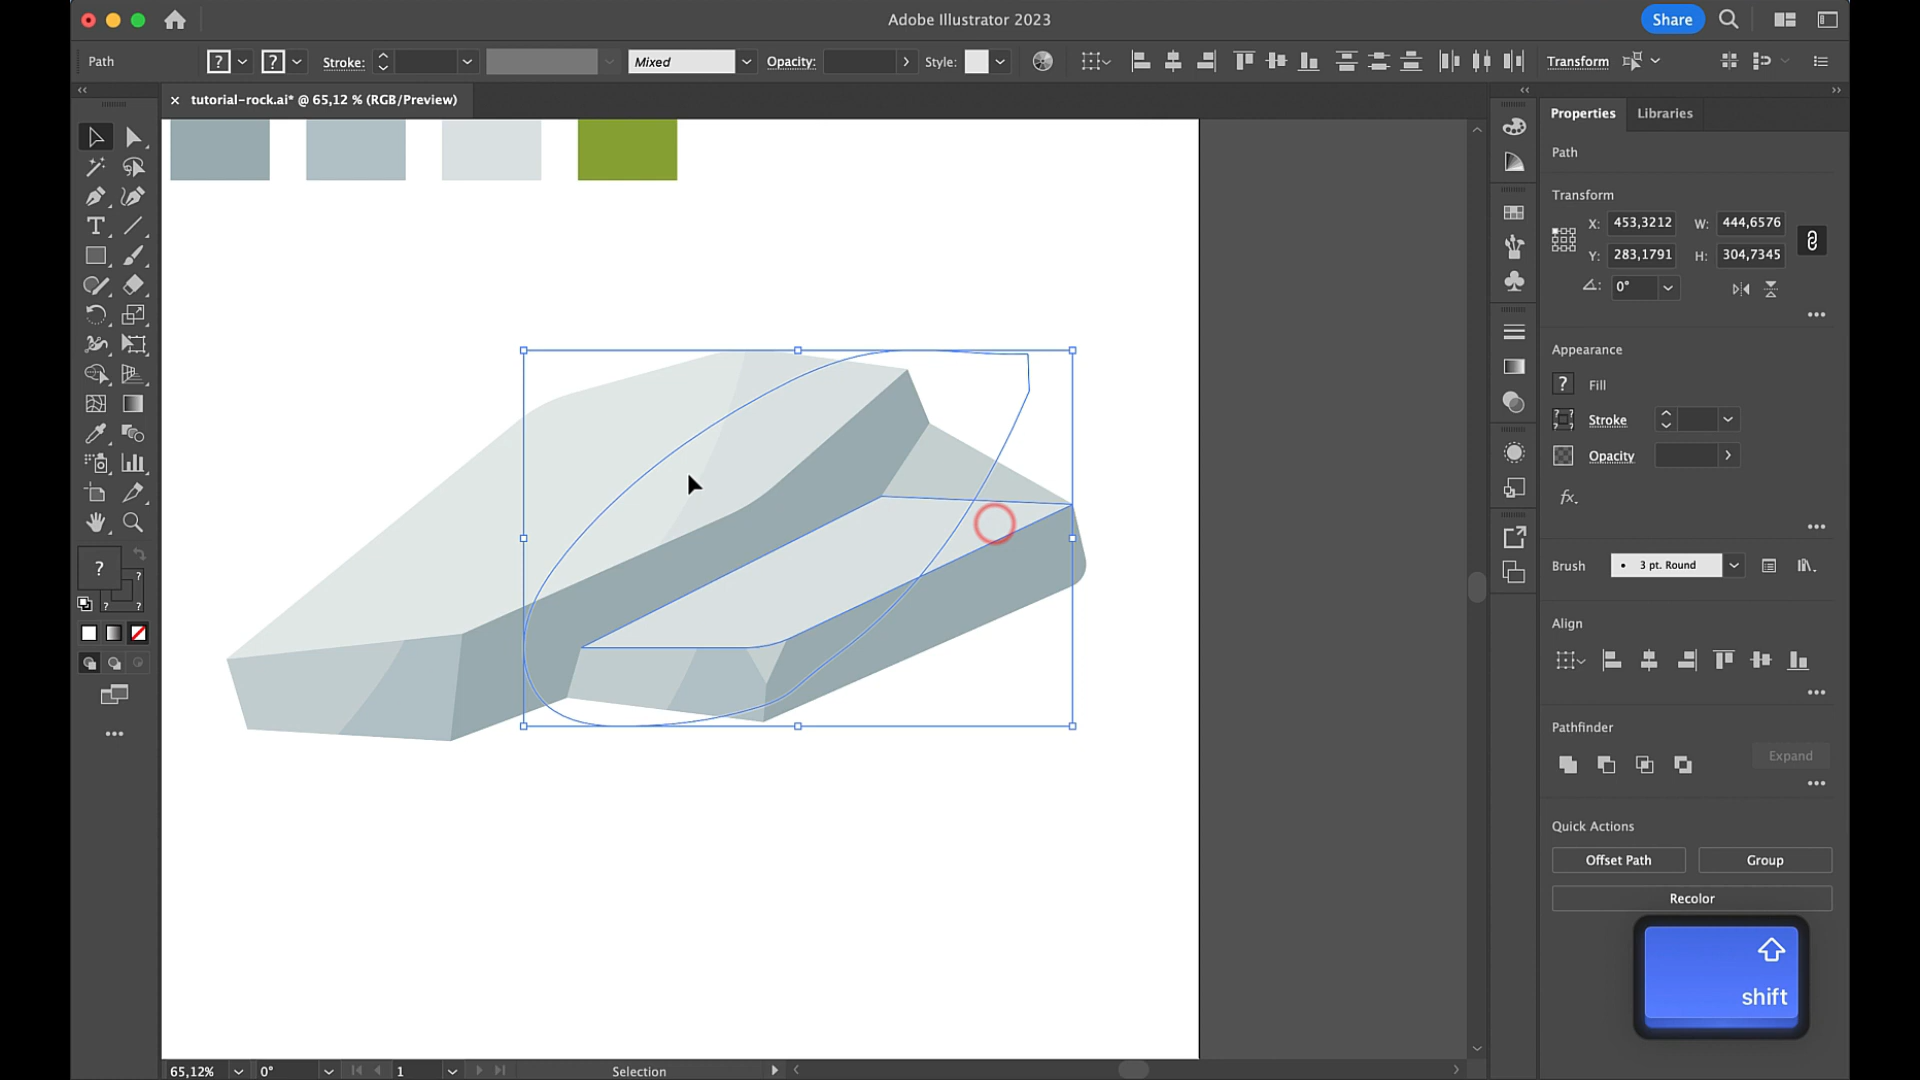 Adobe Illustrator 2023
Share
Path
? ? Stroke: Mixed Opacity: Style: Transform
× tutorial-rock.ai* @ 65,12 % (RGB/Preview)
Properties Libraries
Path
Transform
X: 453,3212 W: 444,6576
Y: 283,1791 H: 304,7345
0°
Appearance
? Fill
Stroke
Opacity
fx.
Brush • 3 pt. Round
Align
Pathfinder
Expand
Quick Actions
Offset Path Group
Recolor
shift
65,12% 0° 1 Selection